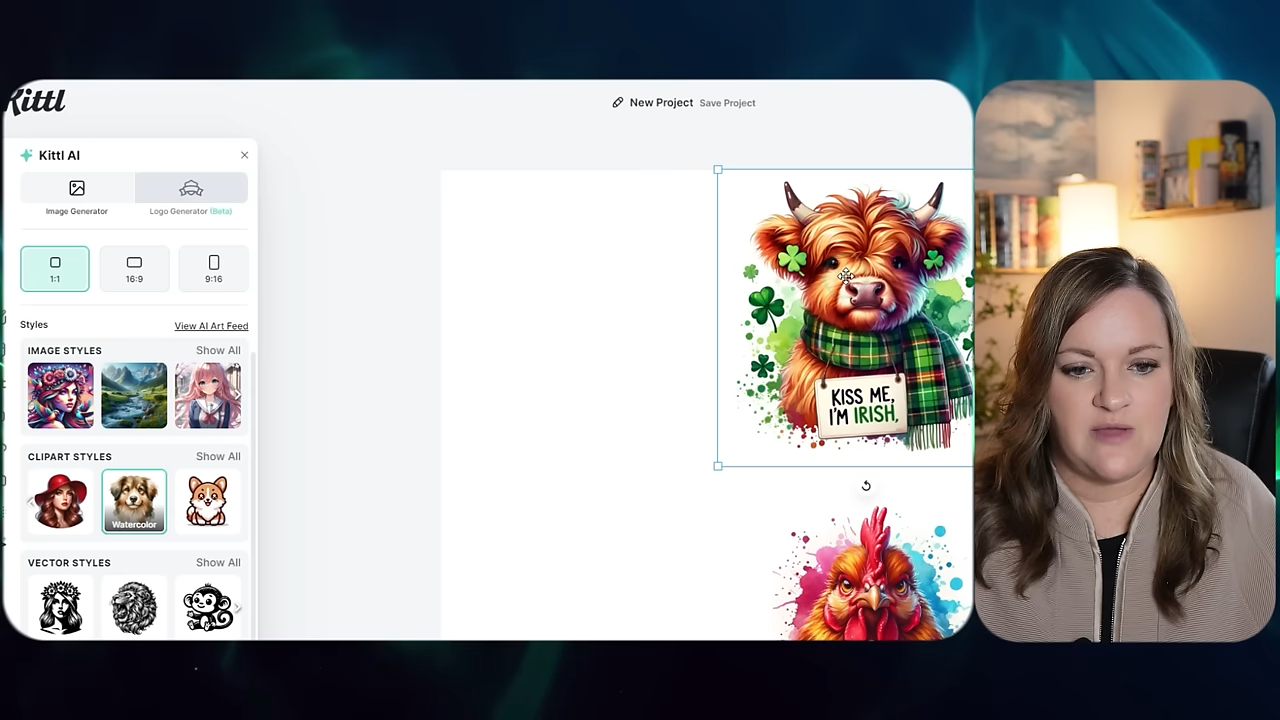 Kittl
New Project Save Project
Kittl AI
Image Generator
Logo Generator (Beta)
1:1
16:9
9:16
Styles
View AI Art Feed
IMAGE STYLES
Show All
CLIPART STYLES
Show All
Watercolor
VECTOR STYLES
Show All
KISS ME,
I'M IRISH.